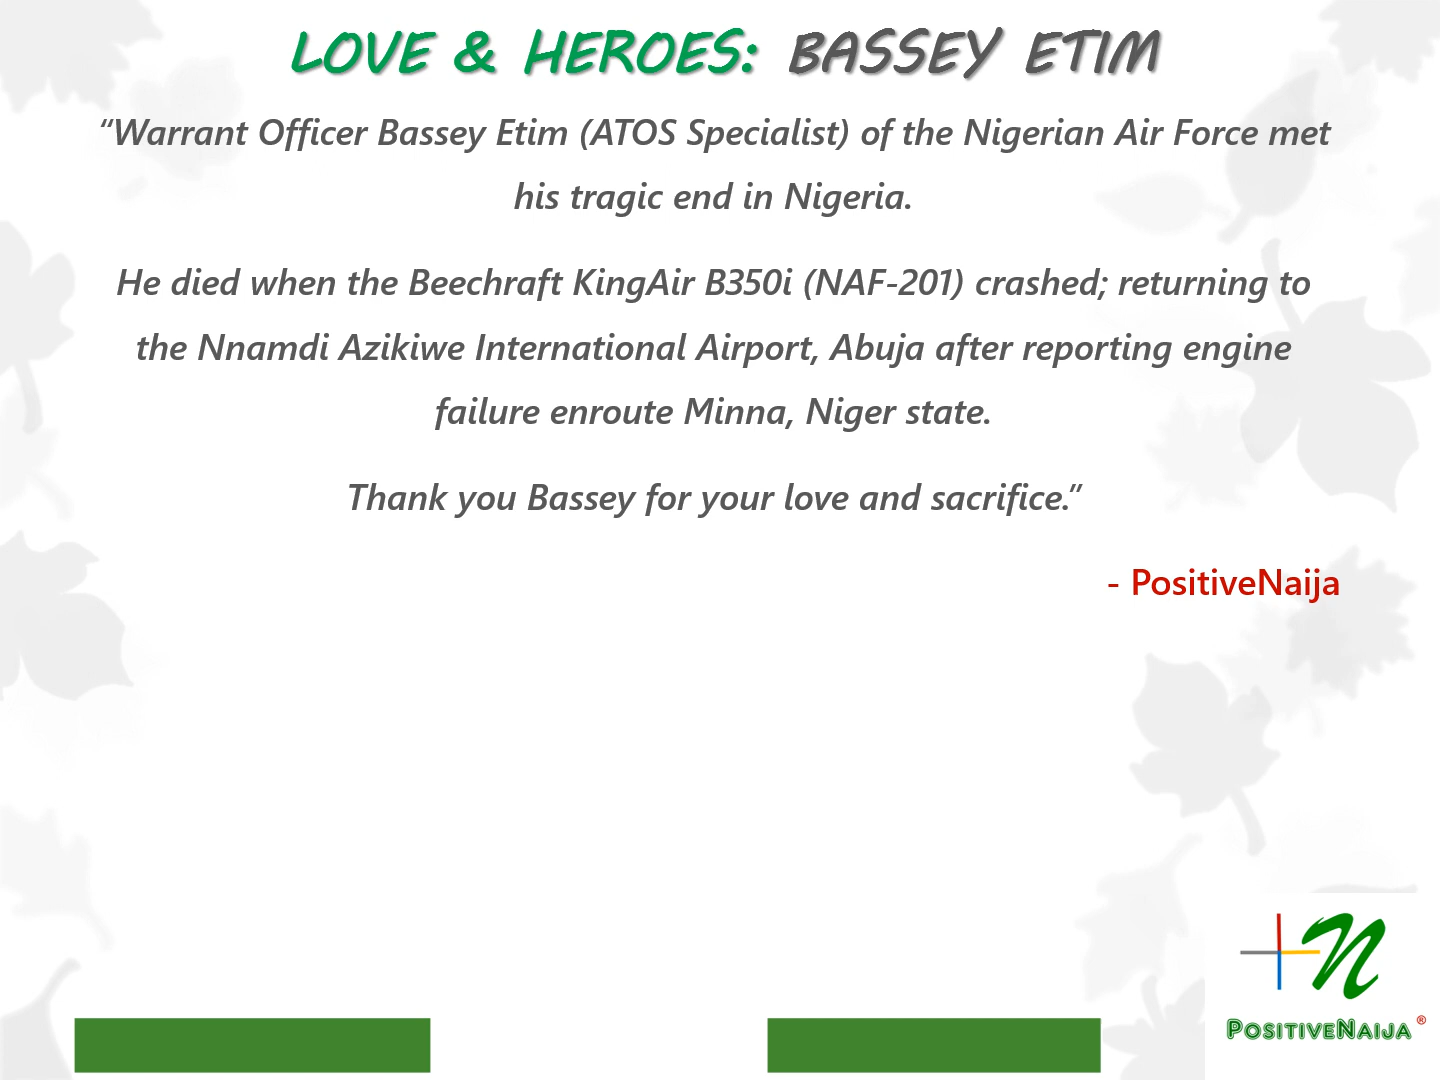 LOVE & HEROES: BASSEY ETIM
“Warrant Officer Bassey Etim (ATOS Specialist) of the Nigerian Air Force met
his tragic end in Nigeria.
He died when the Beechraft KingAir B350i (NAF-201) crashed; returning to
the Nnamdi Azikiwe International Airport, Abuja after reporting engine
failure enroute Minna, Niger state.
Thank you Bassey for your love and sacrifice.”
- PositiveNaija
N
POSITIVENAIJA®